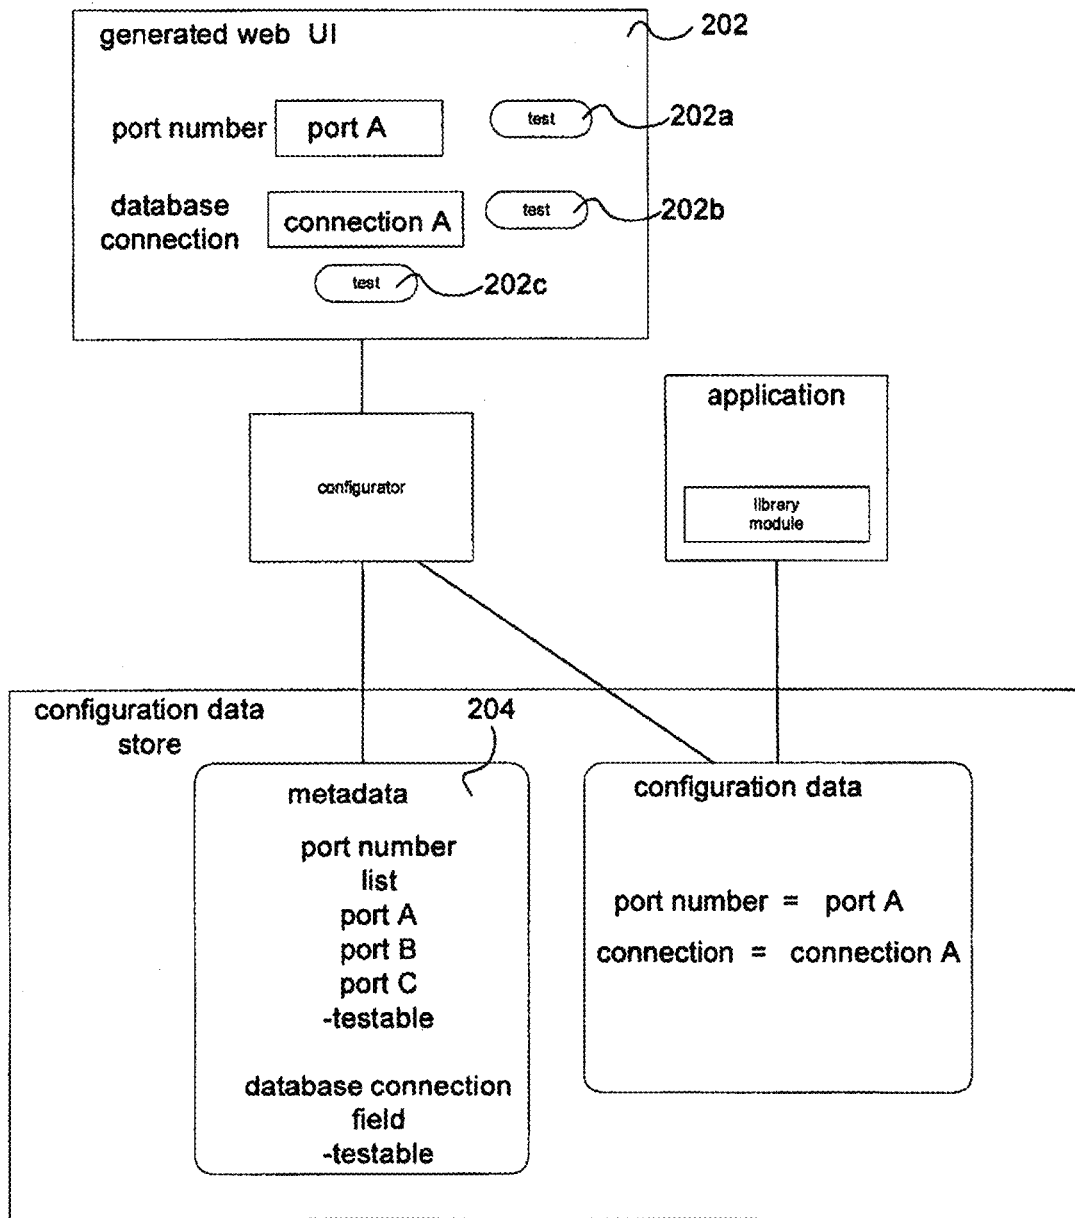 generated web UI
202
port number
port A
test
202a
database
connection
connection A
test
202b
test
202c
application
configurator
library
module
configuration data
store
204
metadata
port number
list
port A
port B
port C
-testable
database connection
field
-testable
configuration data
port number = port A
connection = connection A